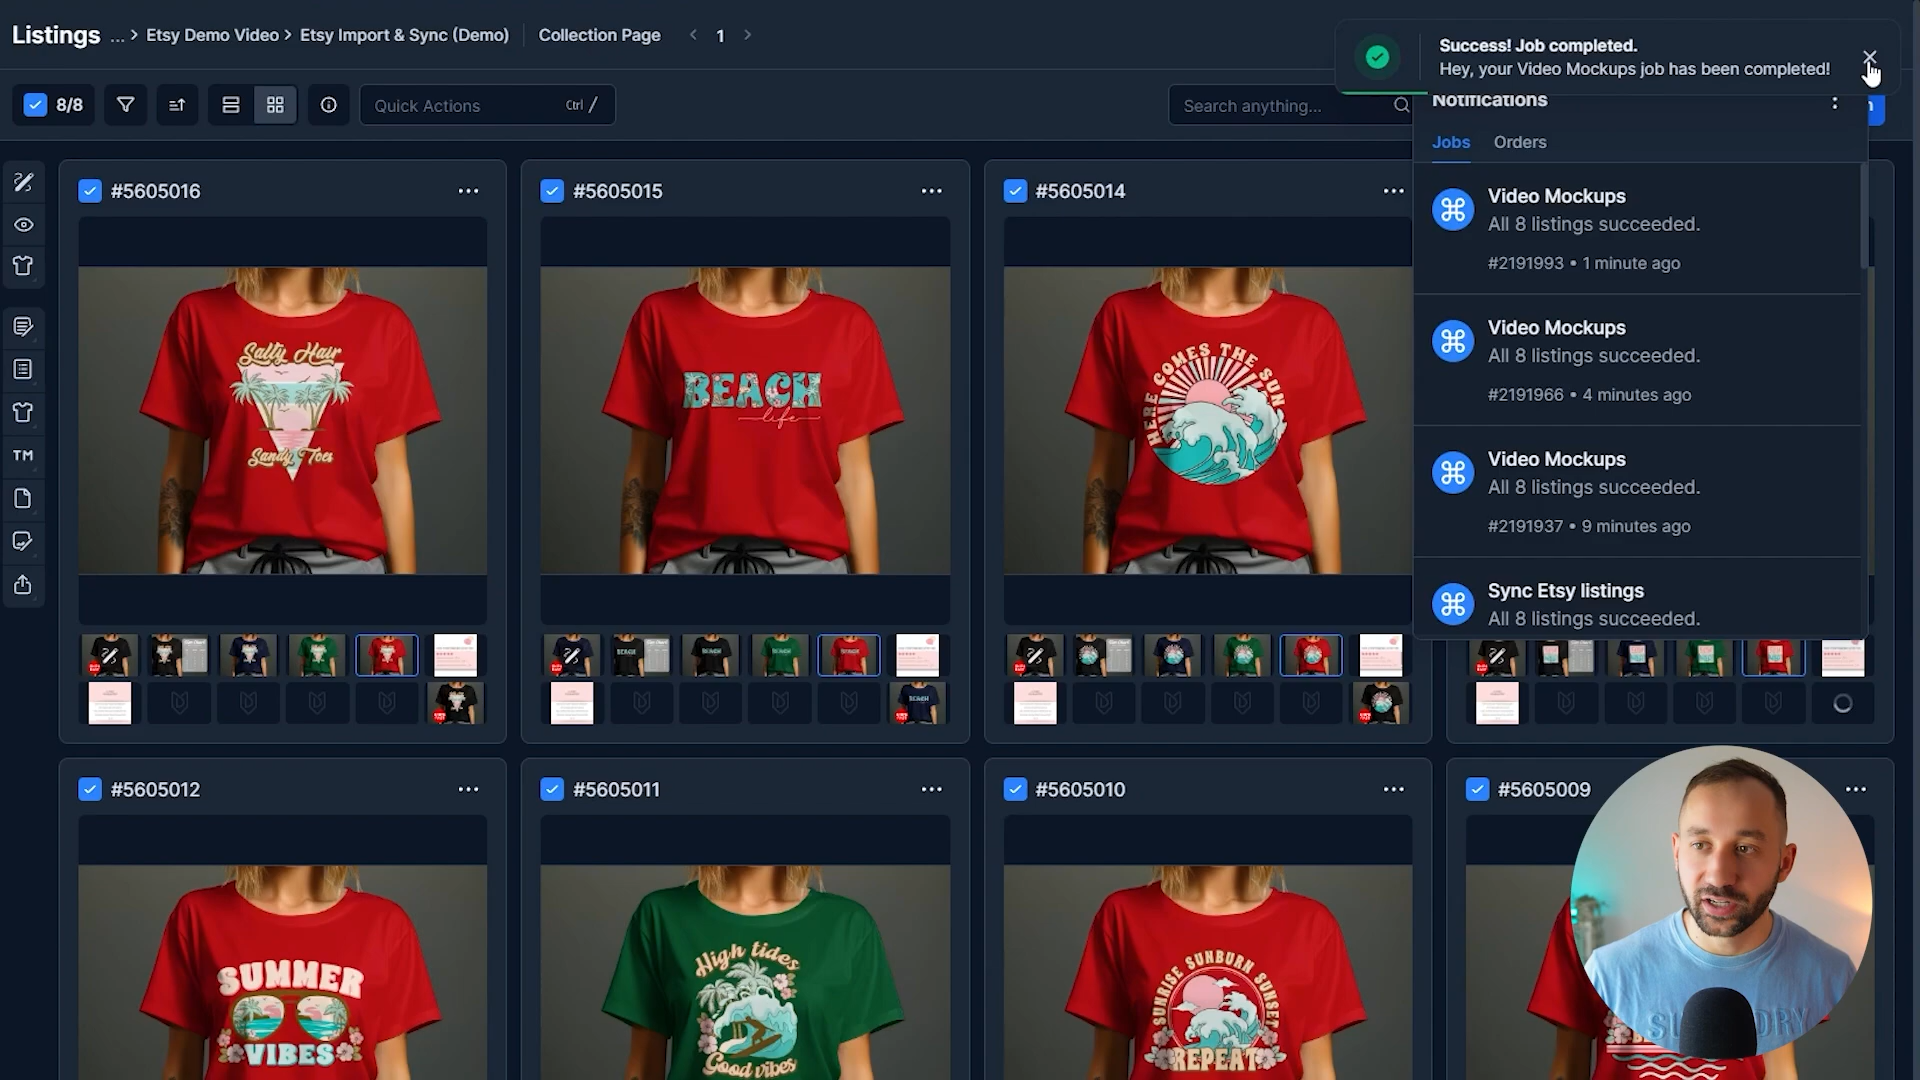 Listings ... > Etsy Demo Video > Etsy Import & Sync (Demo) Collection Page < 1 >
Success! Job completed.
Hey, your Video Mockups job has been completed!
8/8
Quick Actions Ctrl /
Search anything...
Notifications
Jobs Orders
#5605016
#5605015
#5605014
Video Mockups
All 8 listings succeeded.
#2191993 • 1 minute ago
Video Mockups
All 8 listings succeeded.
#2191966 • 4 minutes ago
Video Mockups
All 8 listings succeeded.
#2191937 • 9 minutes ago
Sync Etsy listings
All 8 listings succeeded.
TM
Salty Hair
Sandy Toes
BEACH
life
HERE COMES THE SUN
#5605012
#5605011
#5605010
#5605009
SUMMER
VIBES
High tides
Good vibes
SUNRISE SUNBURN SUNSET
REPEAT